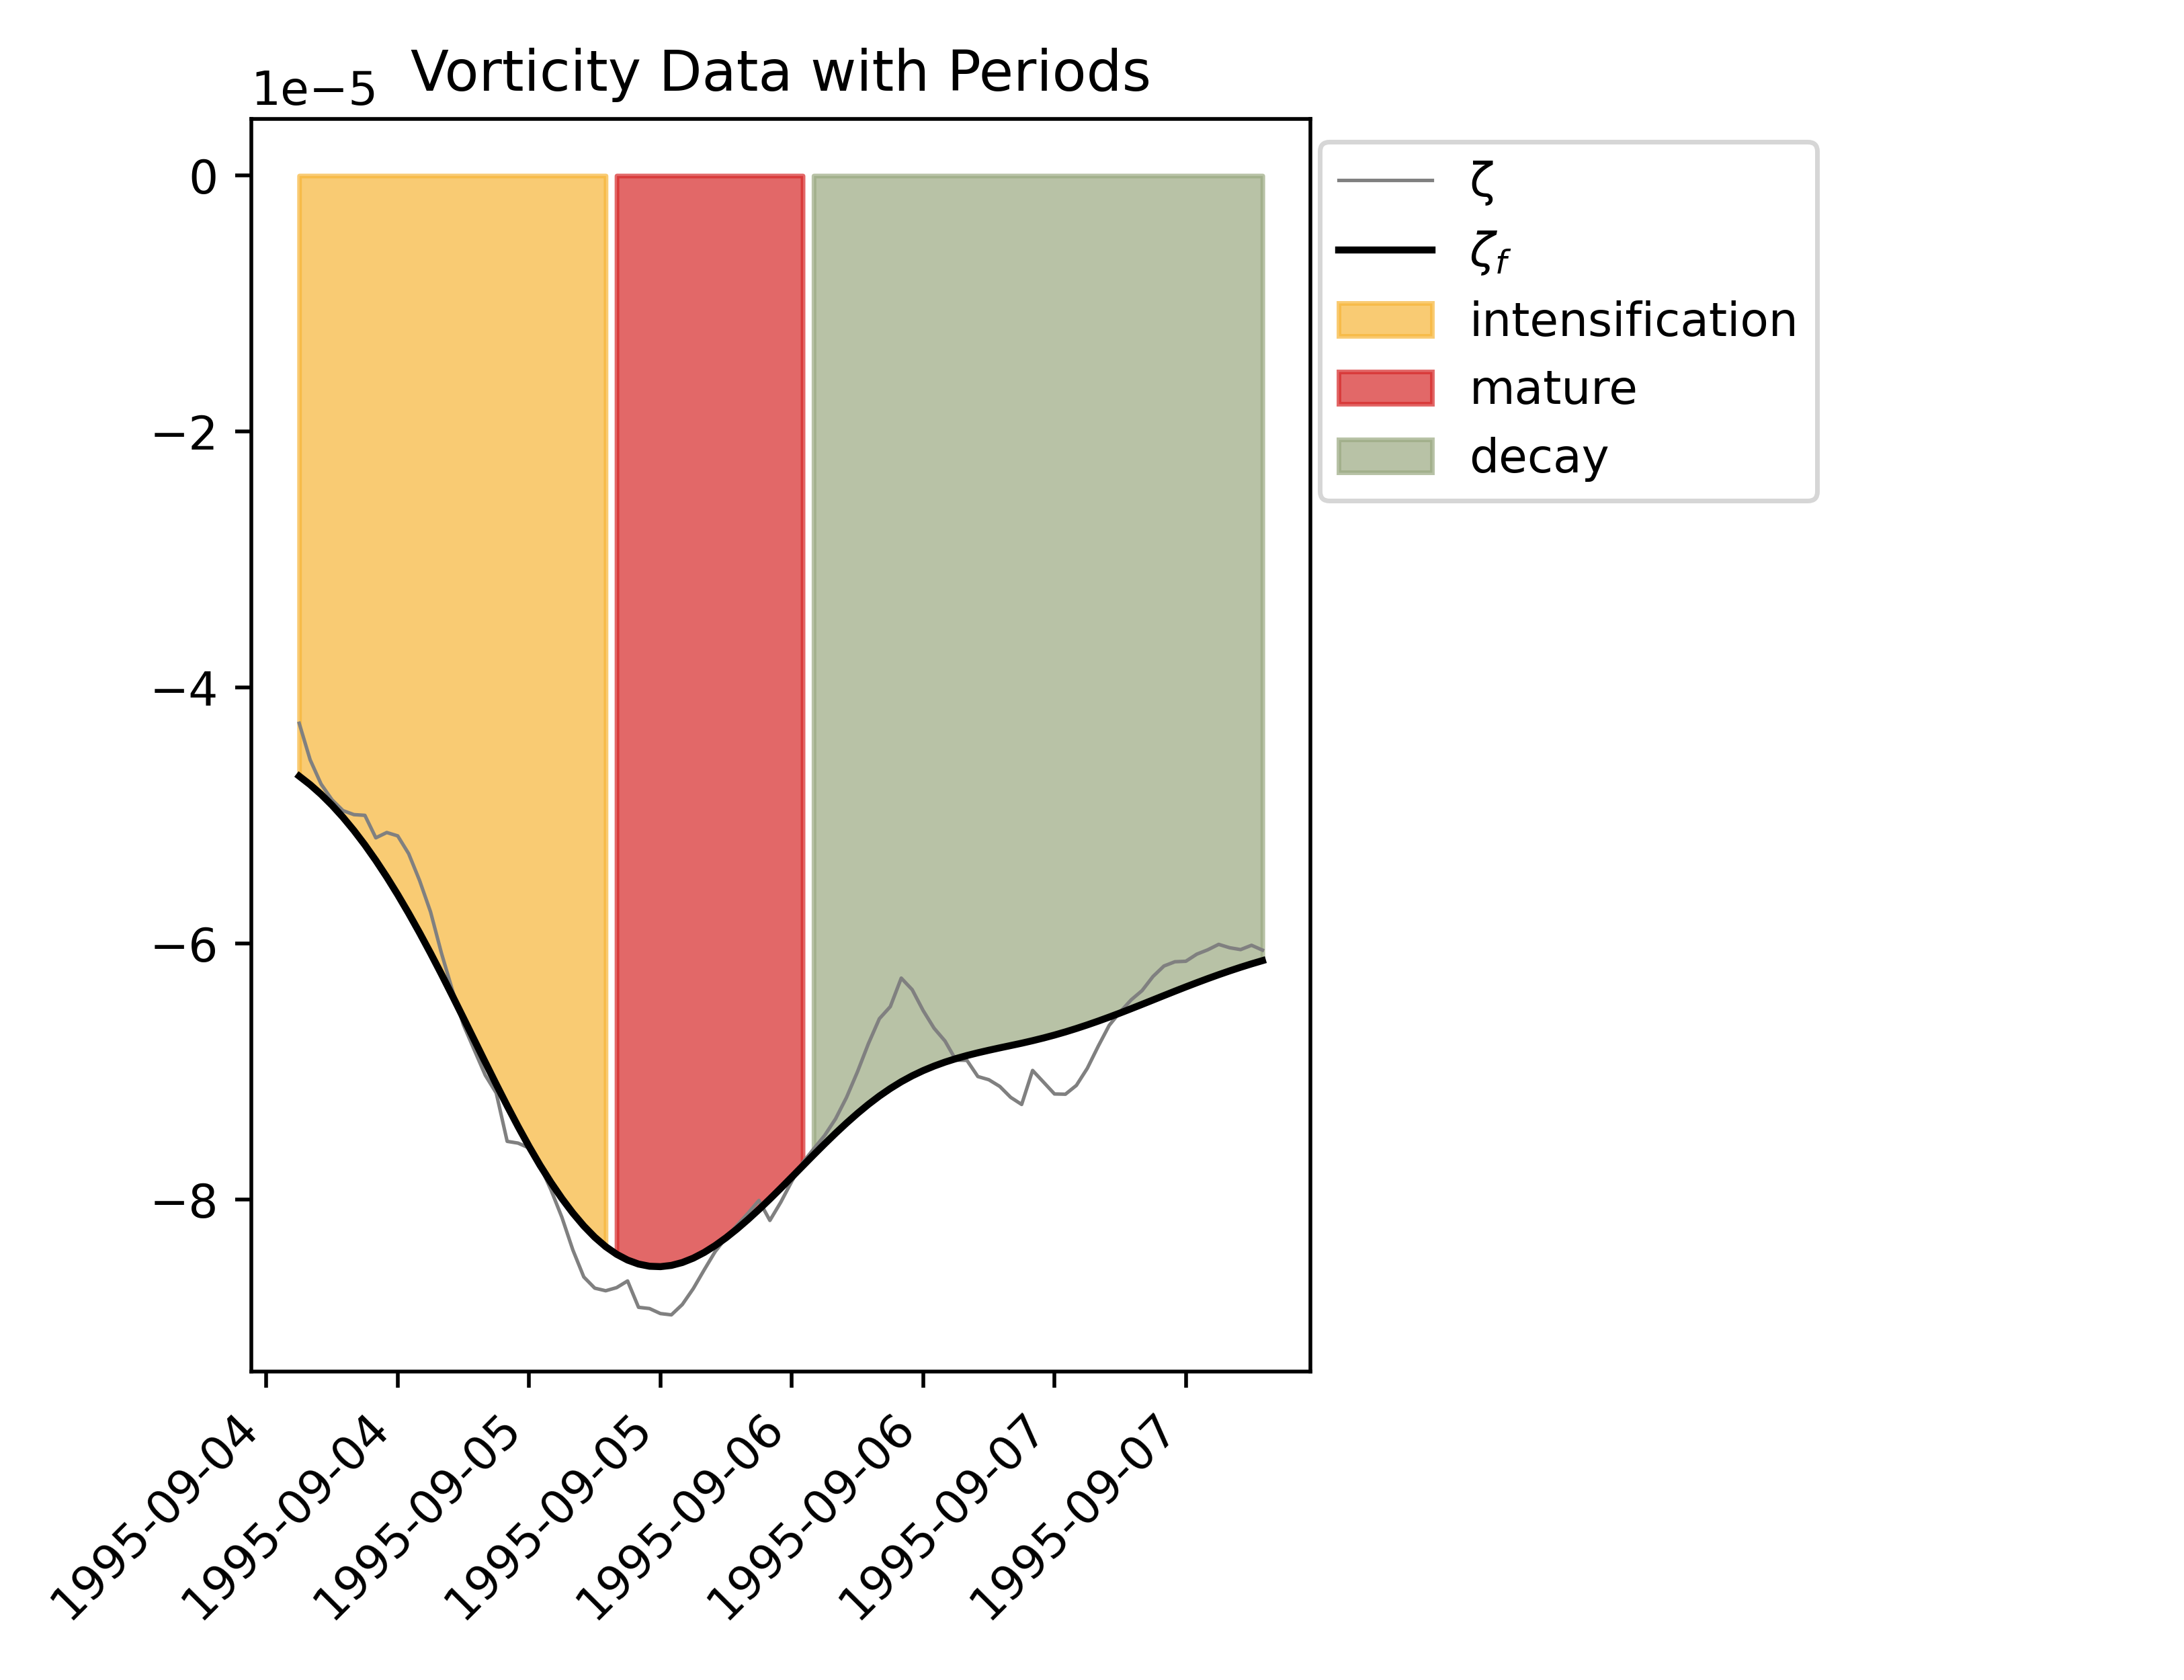 Vorticity Data with Periods
1e−5
0
−2
−4
−6
−8
1995-09-04
1995-09-04
1995-09-05
1995-09-05
1995-09-06
1995-09-06
1995-09-07
1995-09-07
ζ
ζf
intensification
mature
decay